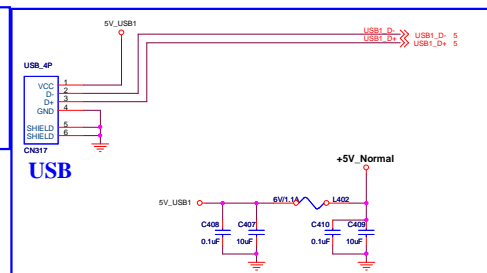 5V_USB1
USB1_D-
USB1_D+
USB1_D- 5
USB1_D+ 5
USB_4P
VCC 1
D- 2
D+ 3
GND 4
SHIELD 5
SHIELD 6
CN317
USB
+5V_Normal
5V_USB1
6V/1.1A
L402
C408
C407
C410
C409
0.1uF
10uF
0.1uF
10uF